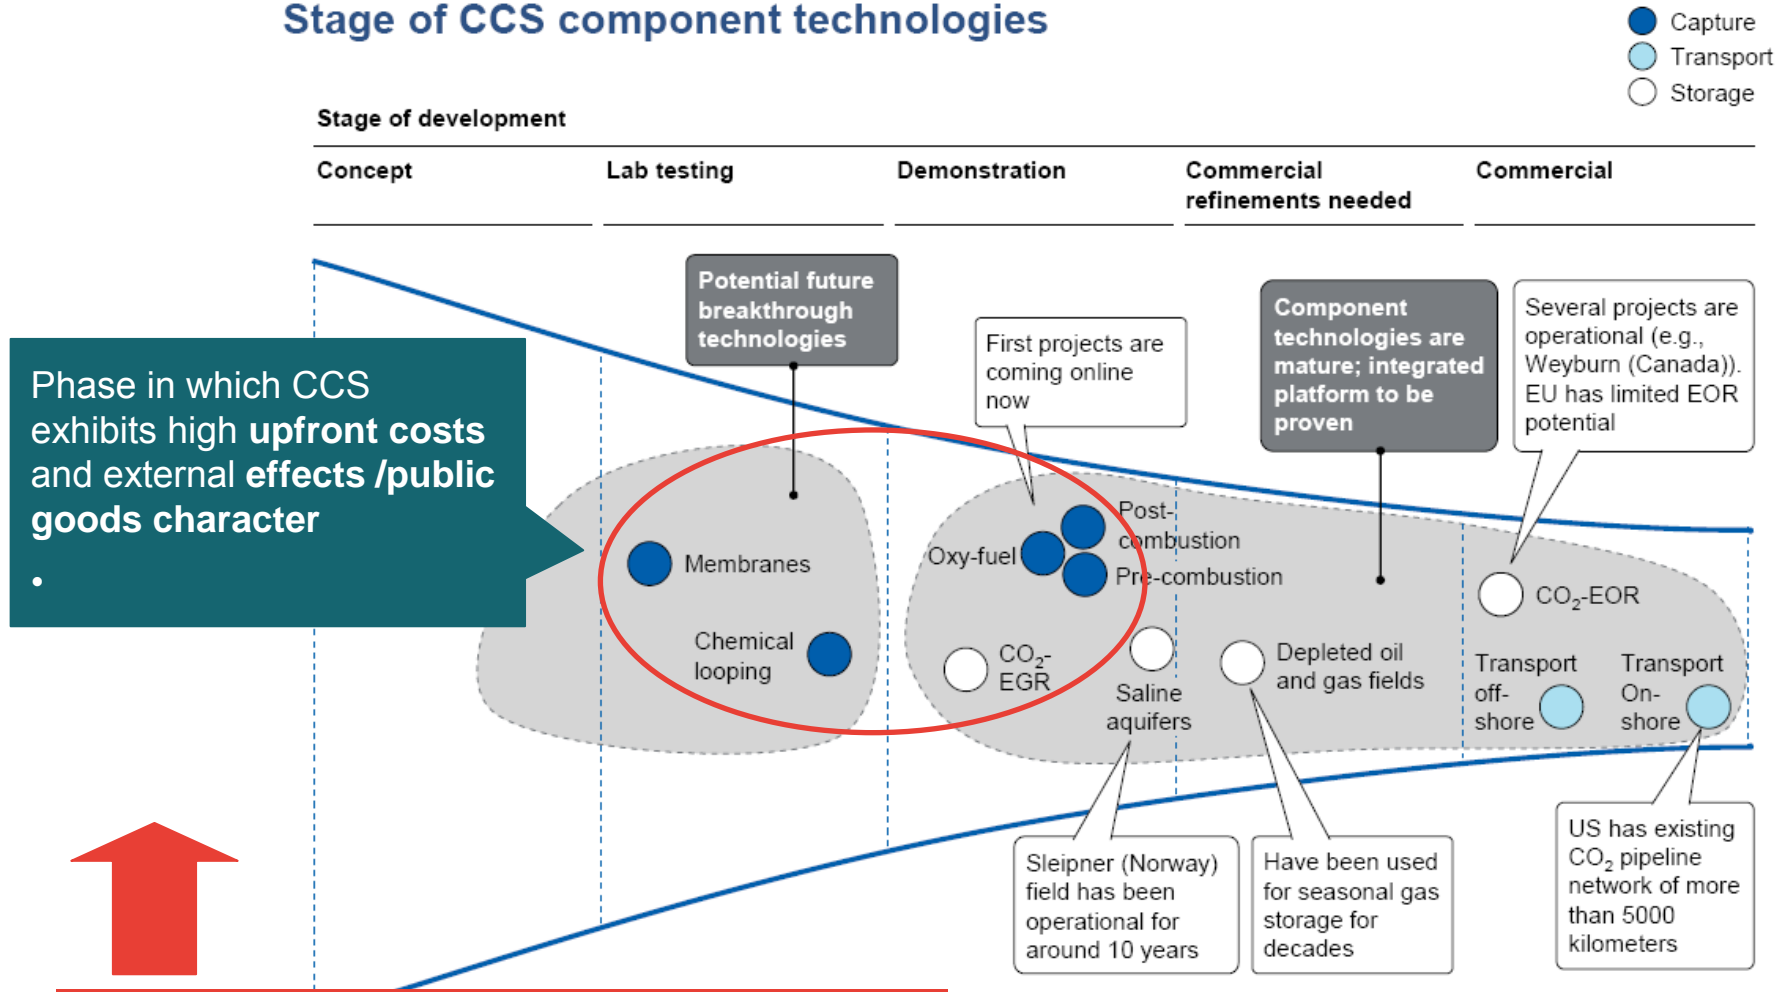 Stage of CCS component technologies
Capture
Transport
Storage
Stage of development
Concept
Lab testing
Demonstration
Commercial
refinements needed
Commercial
Potential future
breakthrough
technologies
First projects are
coming online
now
Component
technologies are
mature; integrated
platform to be
proven
Several projects are
operational (e.g.,
Weyburn (Canada)).
EU has limited EOR
potential
Phase in which CCS
exhibits high upfront costs
and external effects /public
goods character
•
Membranes
Chemical
looping
Oxy-fuel
Post-
combustion
Pre-combustion
CO₂-
EGR
Saline
aquifers
Depleted oil
and gas fields
CO₂-EOR
Transport
off-
shore
Transport
On-
shore
Sleipner (Norway)
field has been
operational for
around 10 years
Have been used
for seasonal gas
storage for
decades
US has existing
CO₂ pipeline
network of more
than 5000
kilometers